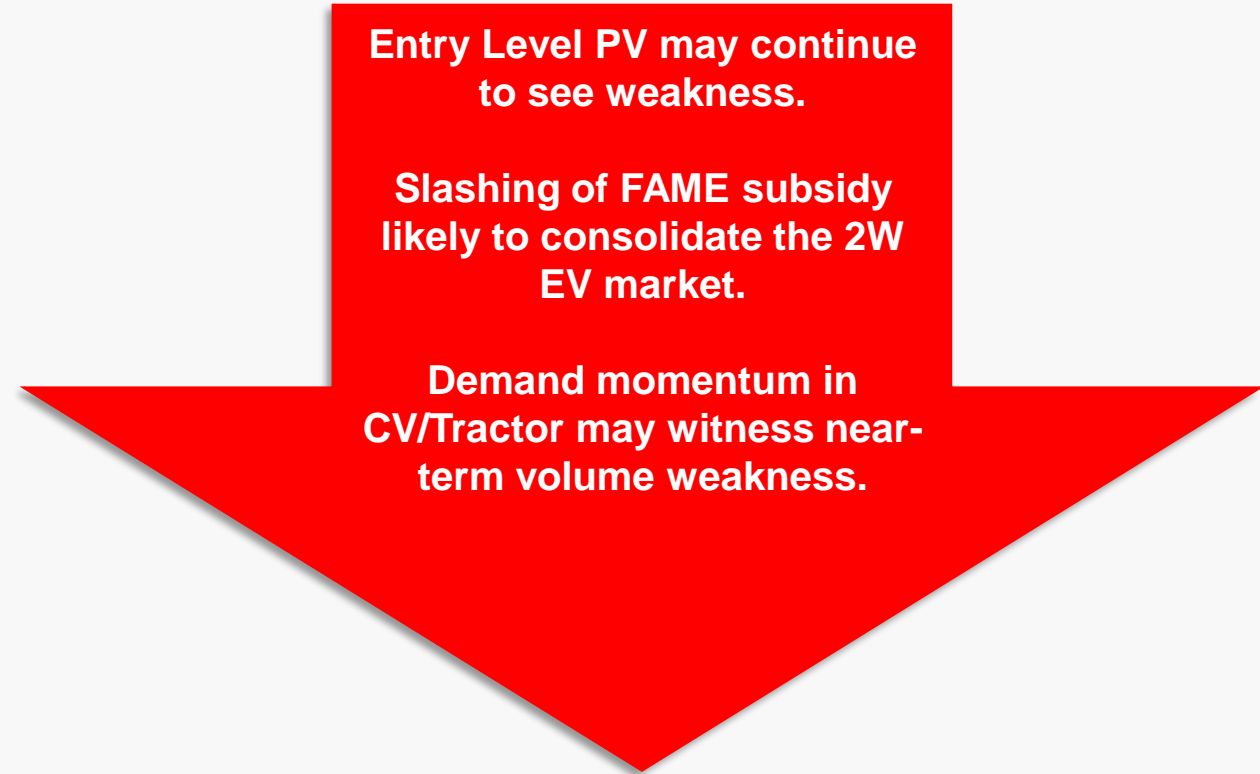 Entry Level PV may continue
to see weakness.
Slashing of FAME subsidy
likely to consolidate the 2W
EV market.
Demand momentum in
CV/Tractor may witness near-
term volume weakness.